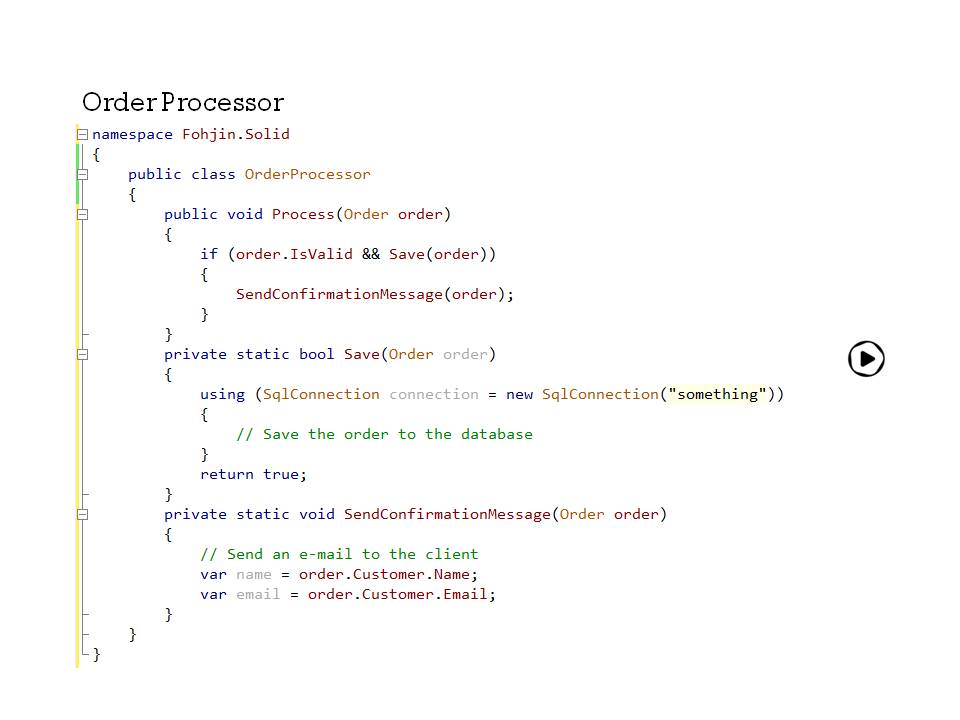 Order Processor
namespace Fohjin.Solid
{
    public class OrderProcessor
    {
        public void Process(Order order)
        {
            if (order.IsValid && Save(order))
            {
                SendConfirmationMessage(order);
            }
        }
        private static bool Save(Order order)
        {
            using (SqlConnection connection = new SqlConnection("something"))
            {
                // Save the order to the database
            }
            return true;
        }
        private static void SendConfirmationMessage(Order order)
        {
            // Send an e-mail to the client
            var name = order.Customer.Name;
            var email = order.Customer.Email;
        }
    }
}